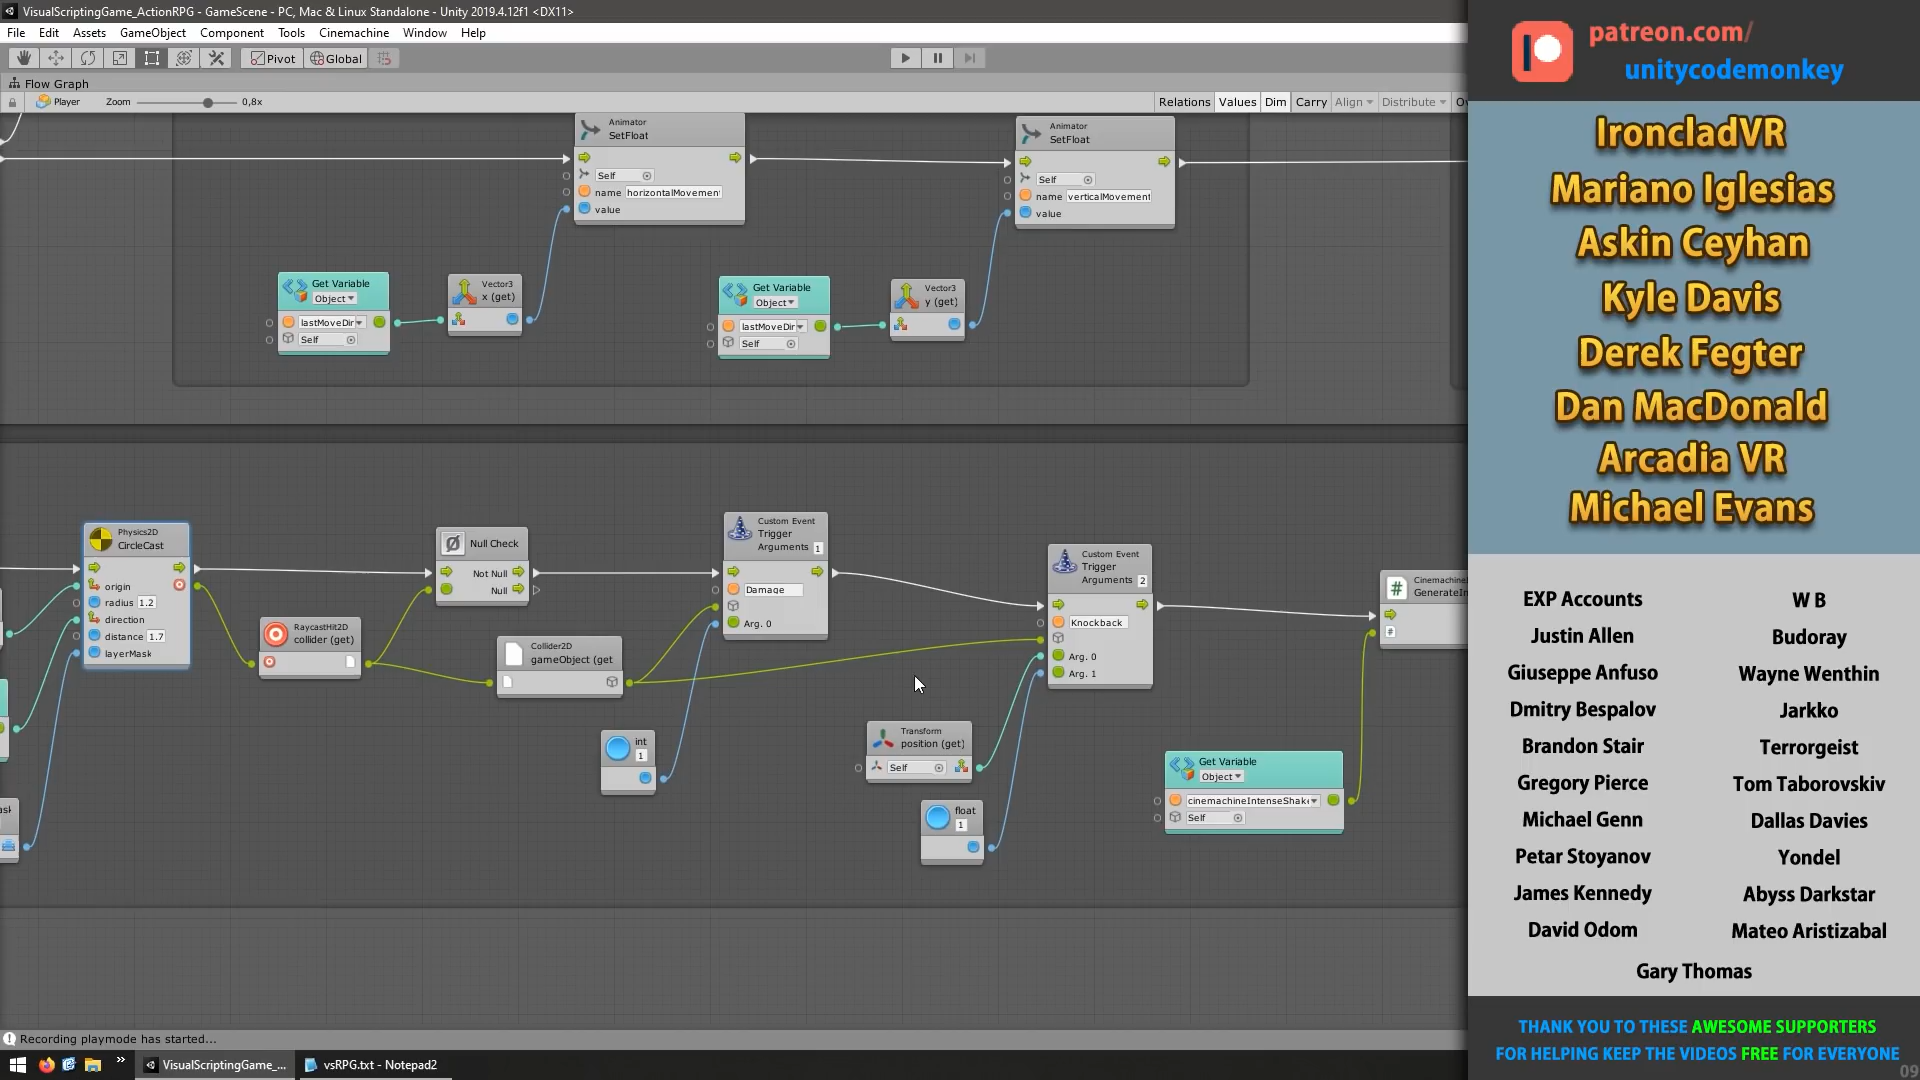 VisualScriptingGame_ActionRPG - GameScene - PC, Mac & Linux Standalone - Unity 2019.4.12f1 <DX11>
File Edit Assets GameObject Component Tools Cinemachine Window Help
Pivot Global
Flow Graph
Player Zoom 0,8x Relations Values Dim Carry Align Distribute
Animator
SetFloat
Self
name horizontalMovement
value
Animator
SetFloat
Self
name verticalMovement
value
Get Variable
Object
lastMoveDir
Self
Vector3
x (get)
Get Variable
Object
lastMoveDir
Self
Vector3
y (get)
Physics2D
CircleCast
origin
radius 1.2
direction
distance 1.7
layerMask
RaycastHit2D
collider (get)
Null Check
Not Null
Null
Collider2D
gameObject (get
int
1
Custom Event
Trigger
Arguments 1
Damage
Arg. 0
Custom Event
Trigger
Arguments 2
Knockback
Arg. 0
Arg. 1
Transform
position (get)
Self
float
1
Get Variable
Object
cinemachineIntenseShake
Self
#
#
Recording playmode has started...
VisualScriptingGame_...
vsRPG.txt - Notepad2
patreon.com/
unitycodemonkey
IroncladVR
Mariano Iglesias
Askin Ceyhan
Kyle Davis
Derek Fegter
Dan MacDonald
Arcadia VR
Michael Evans
EXP Accounts
Justin Allen
Giuseppe Anfuso
Dmitry Bespalov
Brandon Stair
Gregory Pierce
Michael Genn
Petar Stoyanov
James Kennedy
David Odom
W B
Budoray
Wayne Wenthin
Jarkko
Terrorgeist
Tom Taborovskiv
Dallas Davies
Yondel
Abyss Darkstar
Mateo Aristizabal
Gary Thomas
THANK YOU TO THESE AWESOME SUPPORTERS
FOR HELPING KEEP THE VIDEOS FREE FOR EVERYONE
09